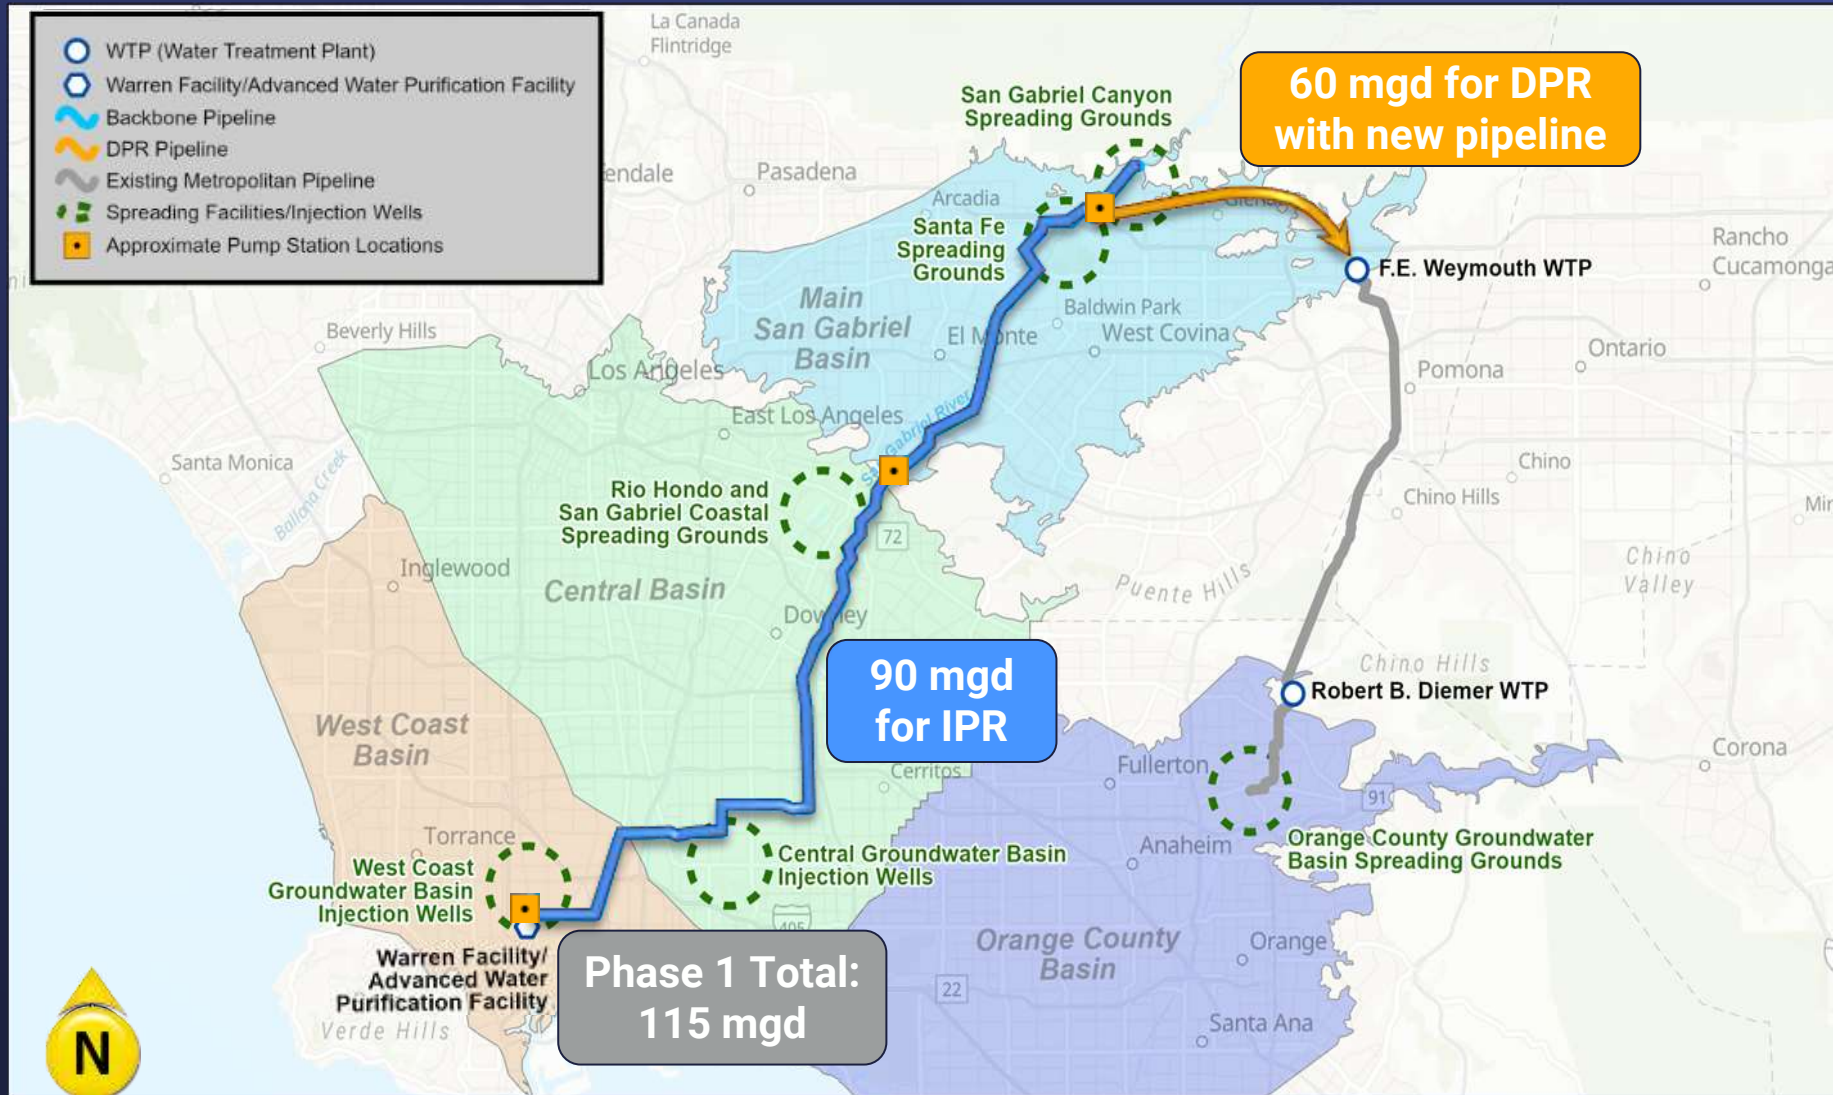 WTP (Water Treatment Plant)
Warren Facility/Advanced Water Purification Facility
Backbone Pipeline
DPR Pipeline
Existing Metropolitan Pipeline
Spreading Facilities/Injection Wells
Approximate Pump Station Locations
La Canada
Flintridge
60 mgd for DPR
with new pipeline
San Gabriel Canyon
Spreading Grounds
endale
Pasadena
Arcadia
Santa Fe
Spreading
Grounds
Rancho
Cucamonga
F.E. Weymouth WTP
Main
San Gabriel
Basin
Baldwin Park
West Covina
El Monte
Beverly Hills
Los Angeles
Ontario
Pomona
East Los Angeles
San Gabriel River
Santa Monica
Ballona Creek
Chino
Chino Hills
Rio Hondo and
San Gabriel Coastal
Spreading Grounds
72
Inglewood
Central Basin
Downey
Puente Hills
Chino
Valley
90 mgd
for IPR
Chino Hills
Robert B. Diemer WTP
West Coast
Basin
Cerritos
Fullerton
Corona
91
Torrance
West Coast
Groundwater Basin
Injection Wells
Central Groundwater Basin
Injection Wells
Anaheim
Orange County Groundwater
Basin Spreading Grounds
405
Warren Facility/
Advanced Water
Purification Facility
Phase 1 Total:
115 mgd
Orange County
Basin
Orange
22
Verde Hills
Santa Ana
N